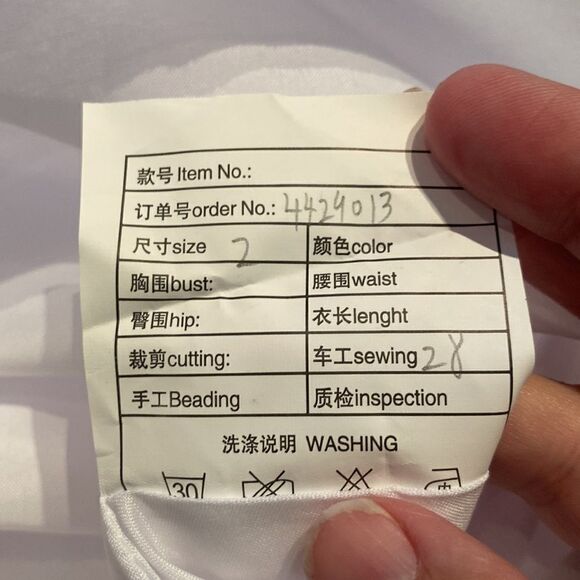 款号Item No.:
订单号order No.: 4429013
尺寸size 2 颜色color
胸围bust: 腰围waist
臀围hip: 衣长lenght
裁剪cutting: 车工sewing 28
手工Beading 质检inspection
洗涤说明 WASHING
30